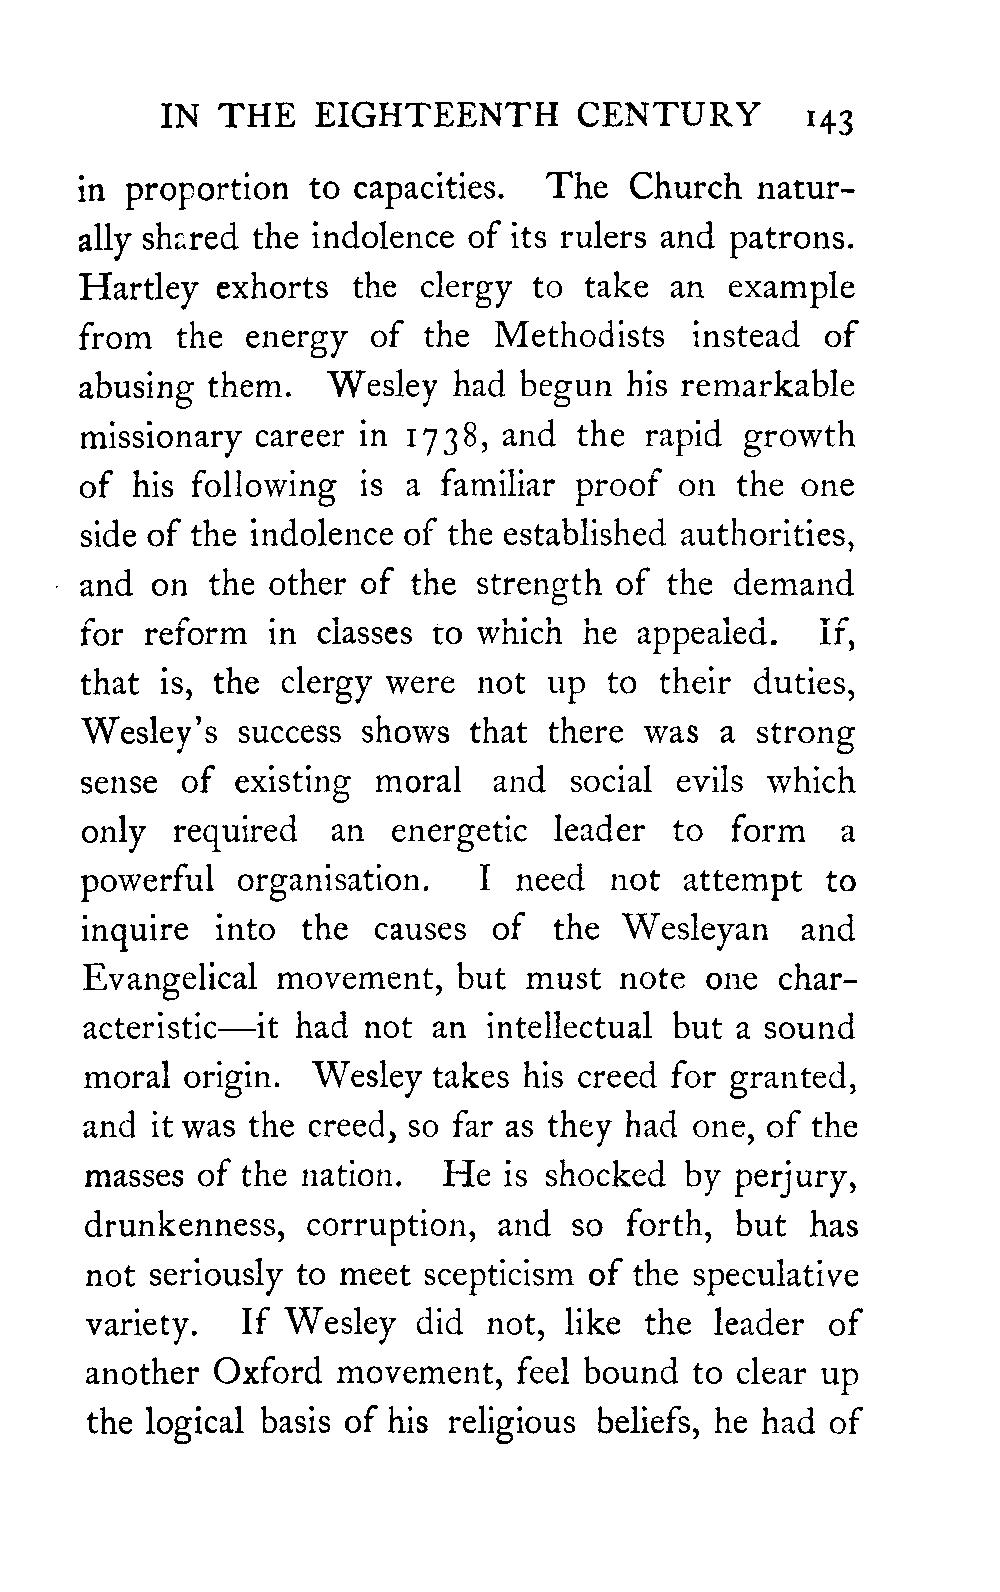 IN THE EIGHTEENTH CENTURY 143
in proportion to capacities. The Church natur-
ally shared the indolence of its rulers and patrons.
Hartley exhorts the clergy to take an example
from the energy of the Methodists instead of
abusing them. Wesley had begun his remarkable
missionary career in 1738, and the rapid growth
of his following is a familiar proof on the one
side of the indolence of the established authorities,
and on the other of the strength of the demand
for reform in classes to which he appealed. If,
that is, the clergy were not up to their duties,
Wesley's success shows that there was a strong
sense of existing moral and social evils which
only required an energetic leader to form a
powerful organisation. I need not attempt to
inquire into the causes of the Wesleyan and
Evangelical movement, but must note one char-
acteristic—it had not an intellectual but a sound
moral origin. Wesley takes his creed for granted,
and it was the creed, so far as they had one, of the
masses of the nation. He is shocked by perjury,
drunkenness, corruption, and so forth, but has
not seriously to meet scepticism of the speculative
variety. If Wesley did not, like the leader of
another Oxford movement, feel bound to clear up
the logical basis of his religious beliefs, he had of